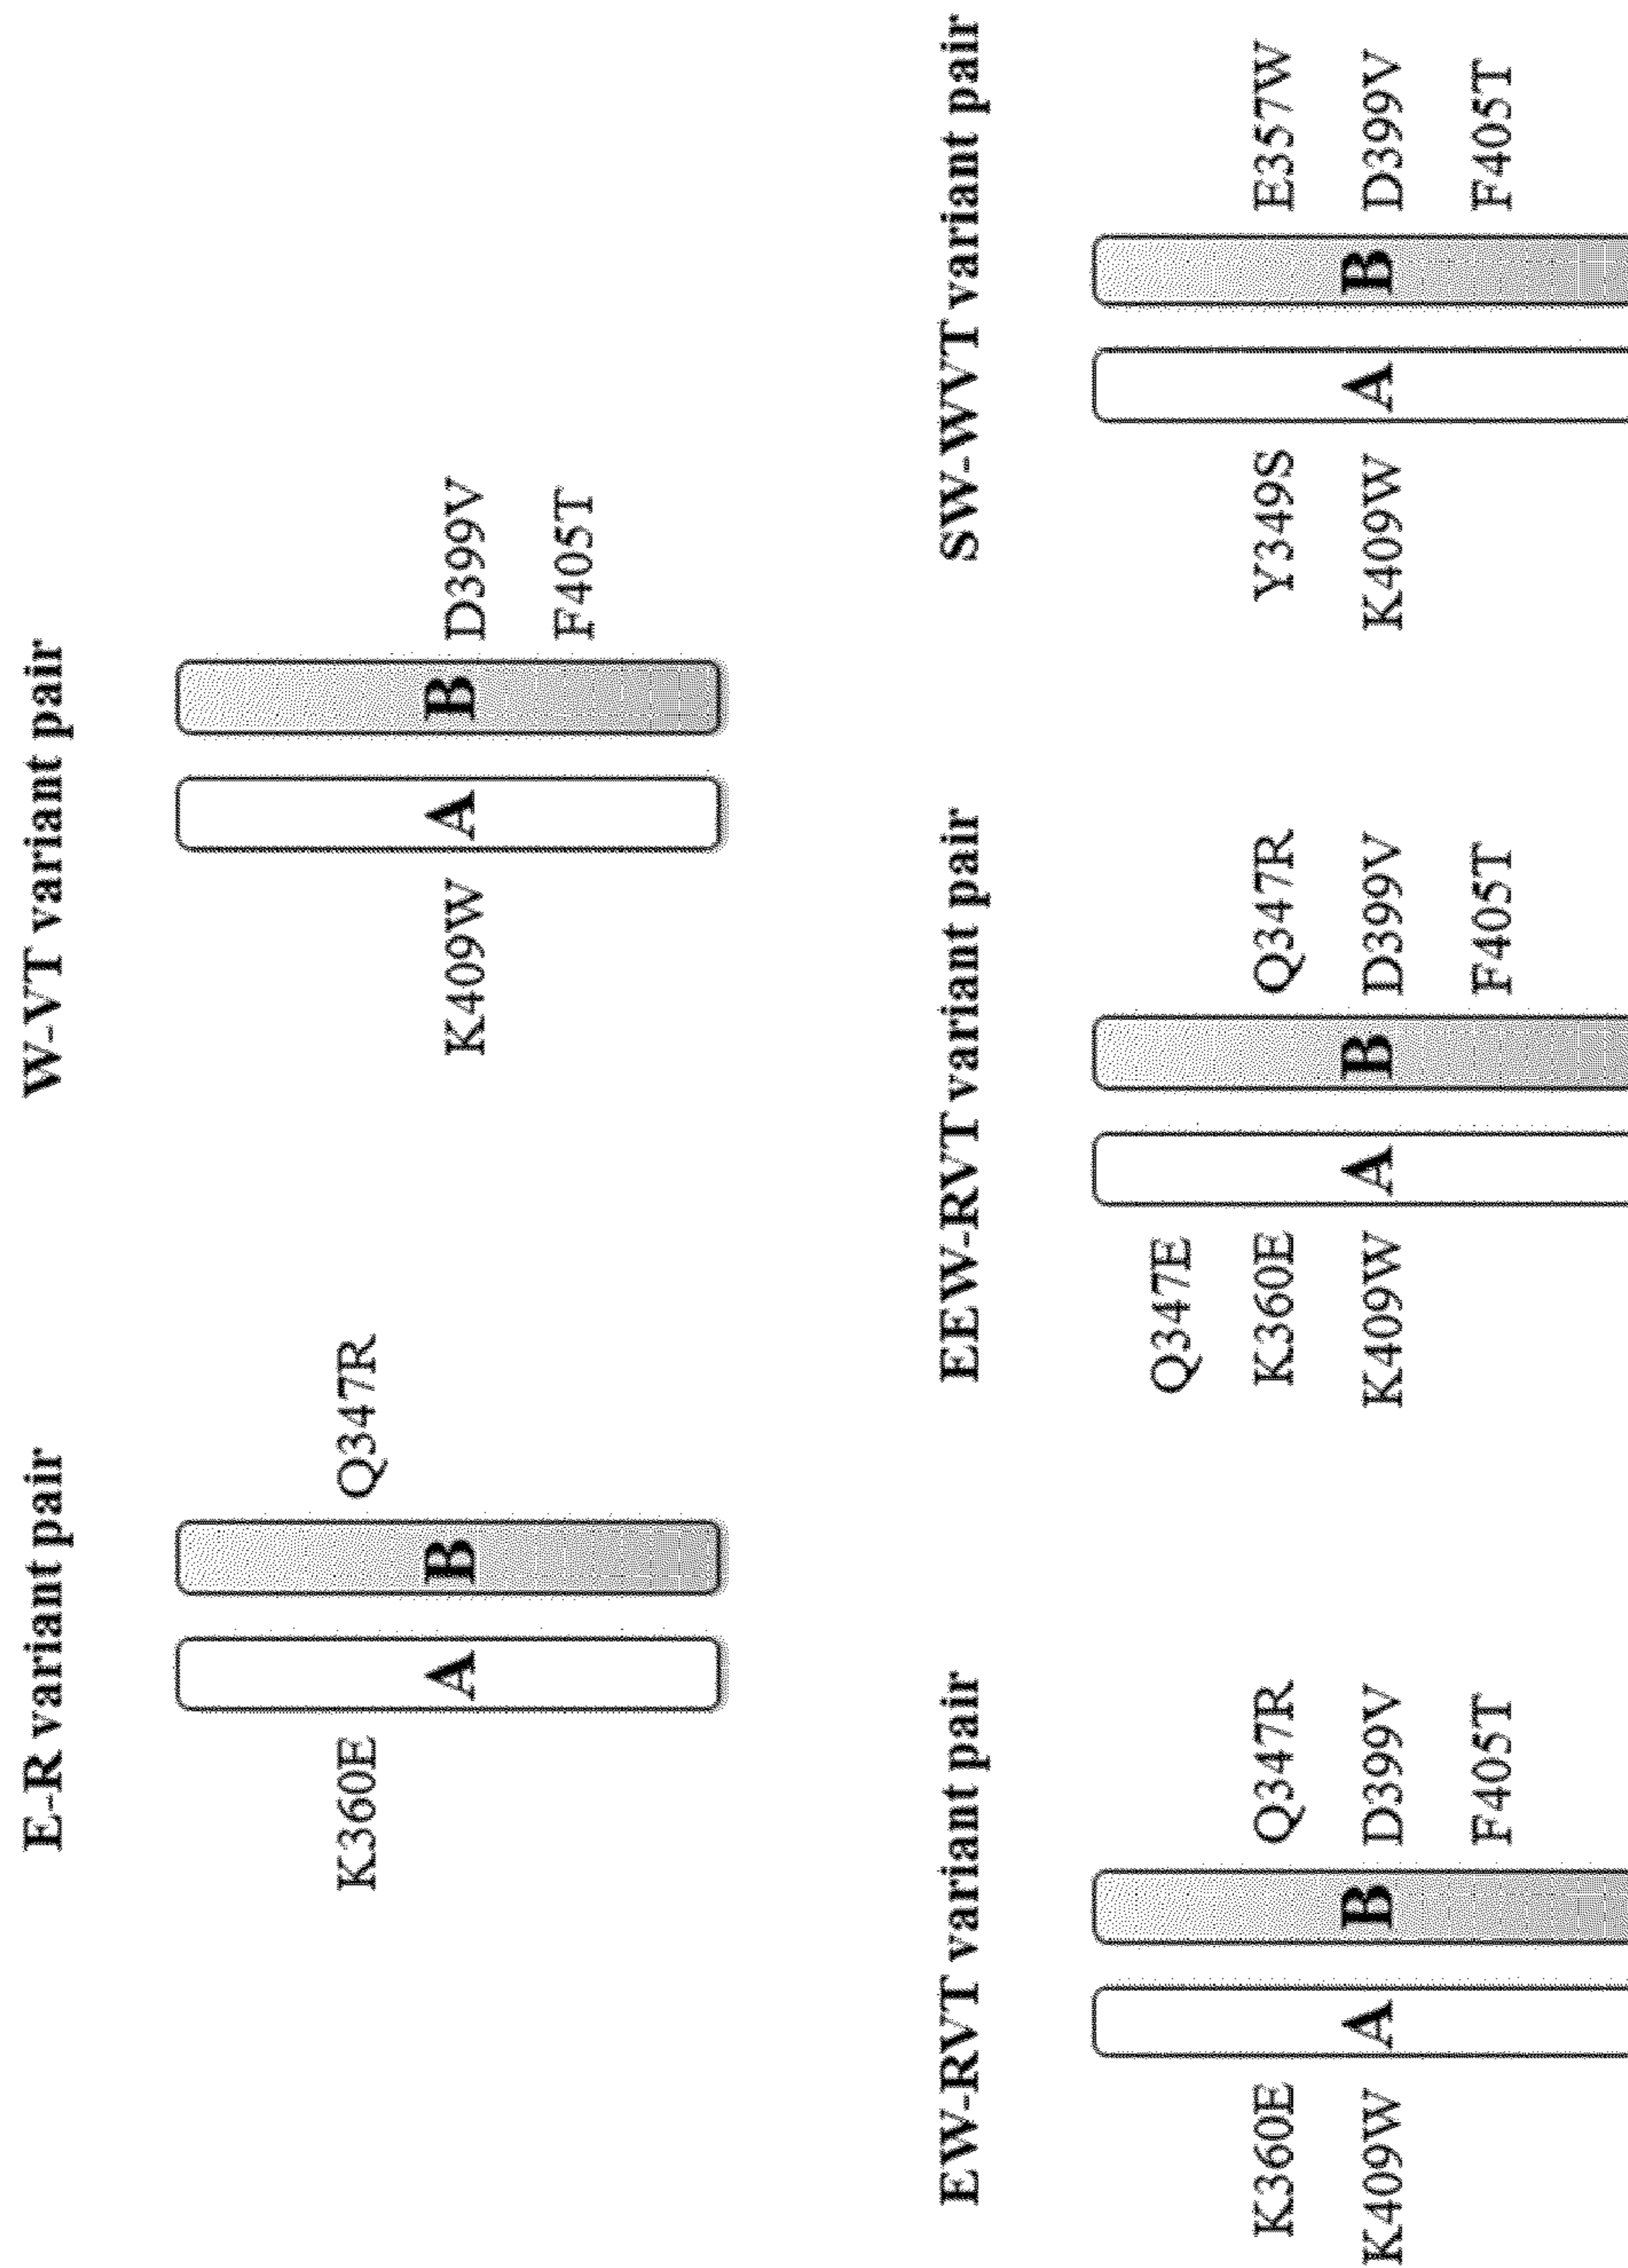 E-R variant pair
K360E
A
B
Q347R
W-VT variant pair
K409W
A
B
D399V
F405T
EW-RVT variant pair
K360E
K409W
A
B
Q347R
D399V
F405T
EEW-RVT variant pair
Q347E
K360E
K409W
A
B
Q347R
D399V
F405T
SW-WVT variant pair
Y349S
K409W
A
B
E357W
D399V
F405T